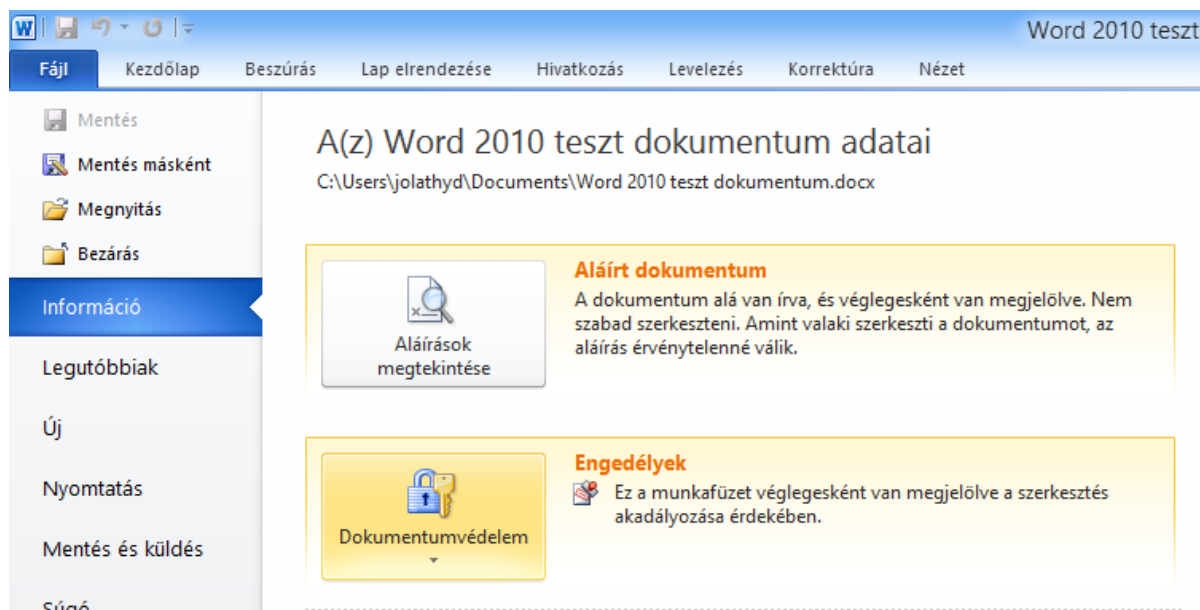 W
Word 2010 teszt
Fájl Kezdőlap Beszúrás Lap elrendezése Hivatkozás Levelezés Korrektúra Nézet
Mentés
Mentés másként
Megnyitás
Bezárás
Információ
Legutóbbiak
Új
Nyomtatás
Mentés és küldés
Súgó
A(z) Word 2010 teszt dokumentum adatai
C:\Users\jolathyd\Documents\Word 2010 teszt dokumentum.docx
Aláírások
megtekintése
Aláírt dokumentum
A dokumentum alá van írva, és véglegesként van megjelölve. Nem
szabad szerkeszteni. Amint valaki szerkeszti a dokumentumot, az
aláírás érvénytelenné válik.
Dokumentumvédelem
Engedélyek
Ez a munkafüzet véglegesként van megjelölve a szerkesztés
akadályozása érdekében.